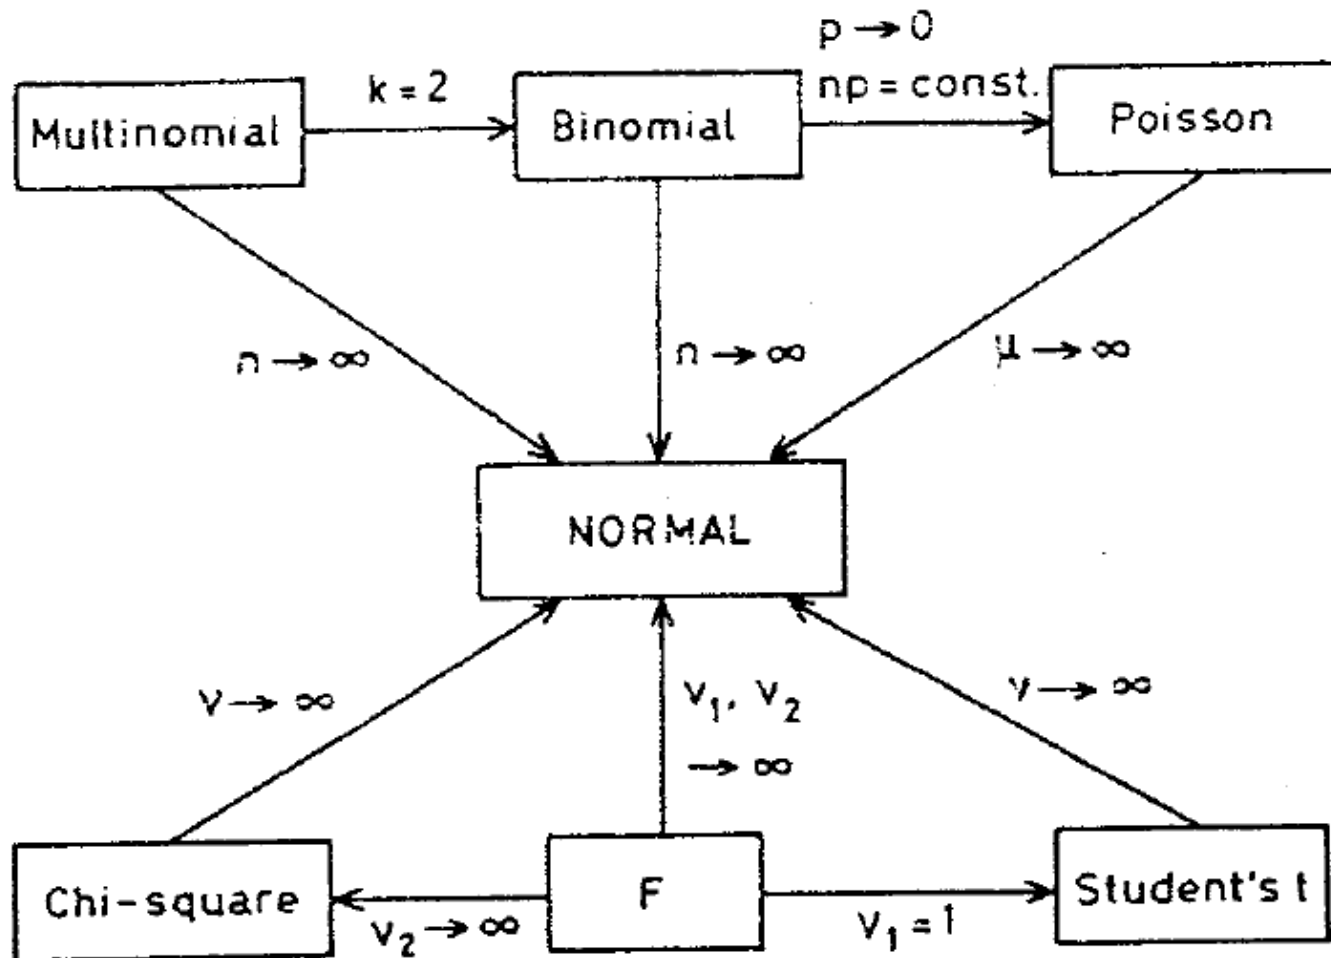 p → 0
k = 2
np = const.
Multinomial
Binomial
Poisson
n → ∞
n → ∞
μ → ∞
NORMAL
ν → ∞
ν₁, ν₂
→ ∞
ν → ∞
Chi-square
F
Student's t
ν₂ → ∞
ν₁ = 1